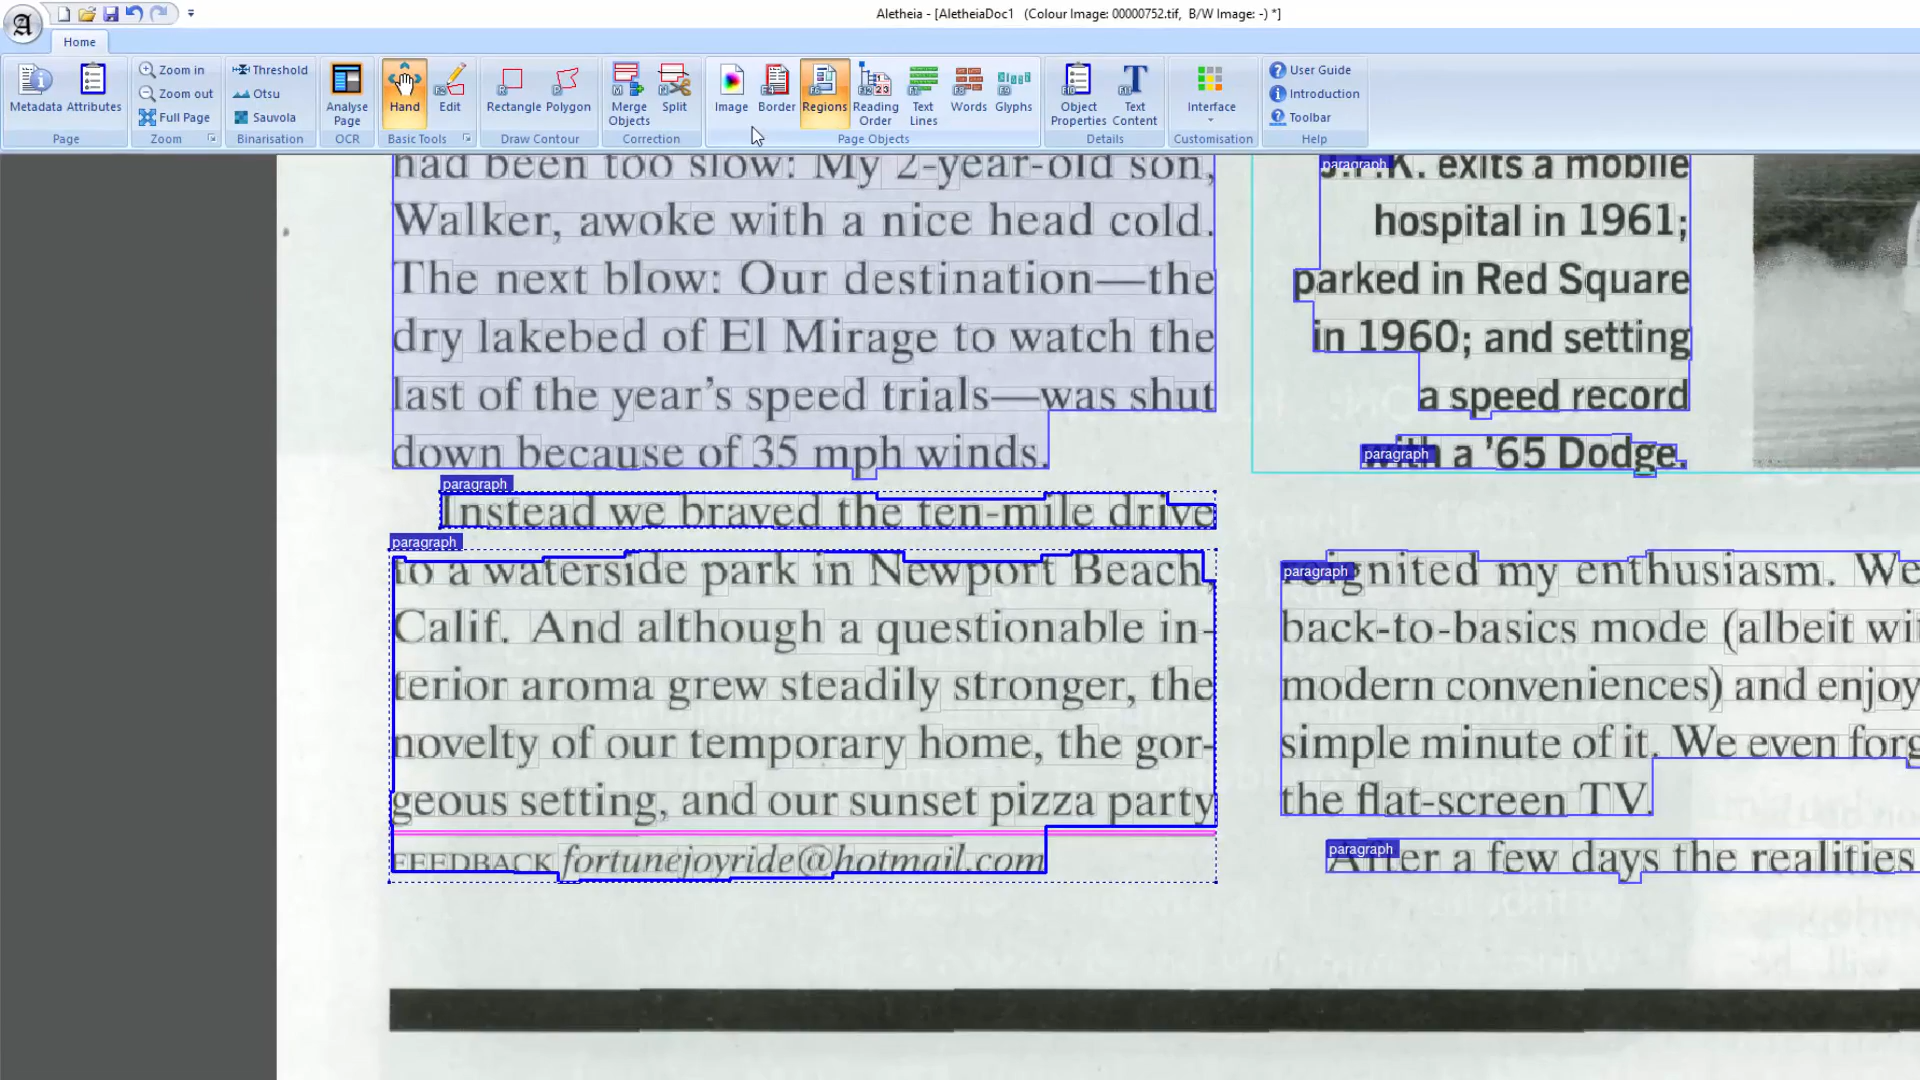 Aletheia - [AletheiaDoc1 (Colour Image: 00000752.tif, B/W Image: -) *]
Home
Metadata
Attributes
Page
Zoom in
Zoom out
Full Page
Zoom
Threshold
Otsu
Sauvola
Binarisation
Analyse Page
OCR
Hand
Edit
Basic Tools
Rectangle
Polygon
Draw Contour
Merge Objects
Split
Correction
Image
Border
Regions
Reading Order
Text Lines
Words
Glyphs
Page Objects
Object Properties
Text Content
Details
Interface
Customisation
User Guide
Introduction
Toolbar
Help
had been too slow: My 2-year-old son,
Walker, awoke with a nice head cold.
The next blow: Our destination—the
dry lakebed of El Mirage to watch the
last of the year's speed trials—was shut
down because of 35 mph winds.
paragraph
Instead we braved the ten-mile drive
paragraph
to a waterside park in Newport Beach,
Calif. And although a questionable in-
terior aroma grew steadily stronger, the
novelty of our temporary home, the gor-
geous setting, and our sunset pizza party
FEEDBACK fortunejoyride@hotmail.com
paragraph
J.P.K. exits a mobile
hospital in 1961;
parked in Red Square
in 1960; and setting
a speed record
paragraph
with a '65 Dodge.
paragraph
reignited my enthusiasm. We
back-to-basics mode (albeit wi
modern conveniences) and enjoy
simple minute of it. We even forg
the flat-screen TV.
paragraph
After a few days the realities